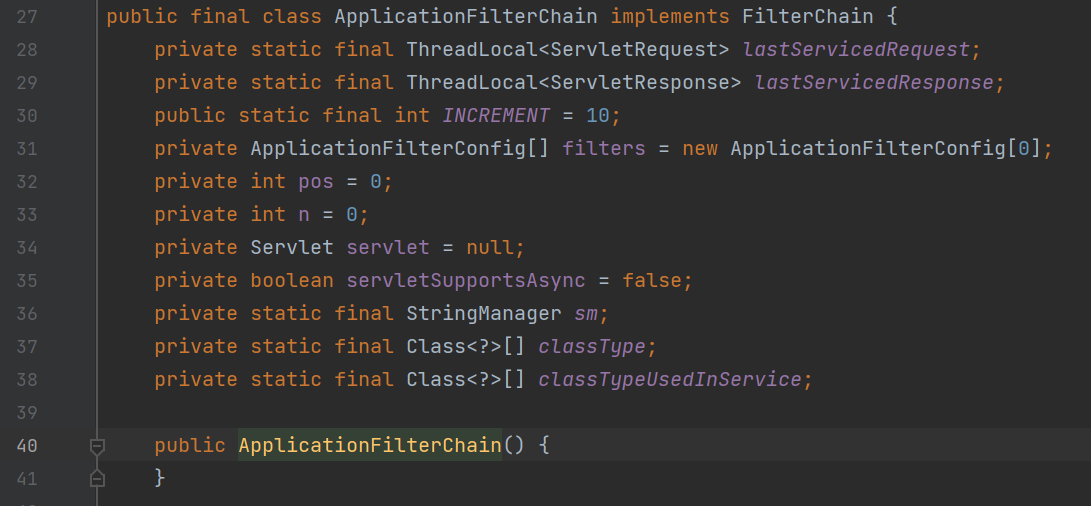 27 public final class ApplicationFilterChain implements FilterChain {
28 private static final ThreadLocal<ServletRequest> lastServicedRequest;
29 private static final ThreadLocal<ServletResponse> lastServicedResponse;
30 public static final int INCREMENT = 10;
31 private ApplicationFilterConfig[] filters = new ApplicationFilterConfig[0];
32 private int pos = 0;
33 private int n = 0;
34 private Servlet servlet = null;
35 private boolean servletSupportsAsync = false;
36 private static final StringManager sm;
37 private static final Class<?>[] classType;
38 private static final Class<?>[] classTypeUsedInService;
39
40 public ApplicationFilterChain() {
41 }